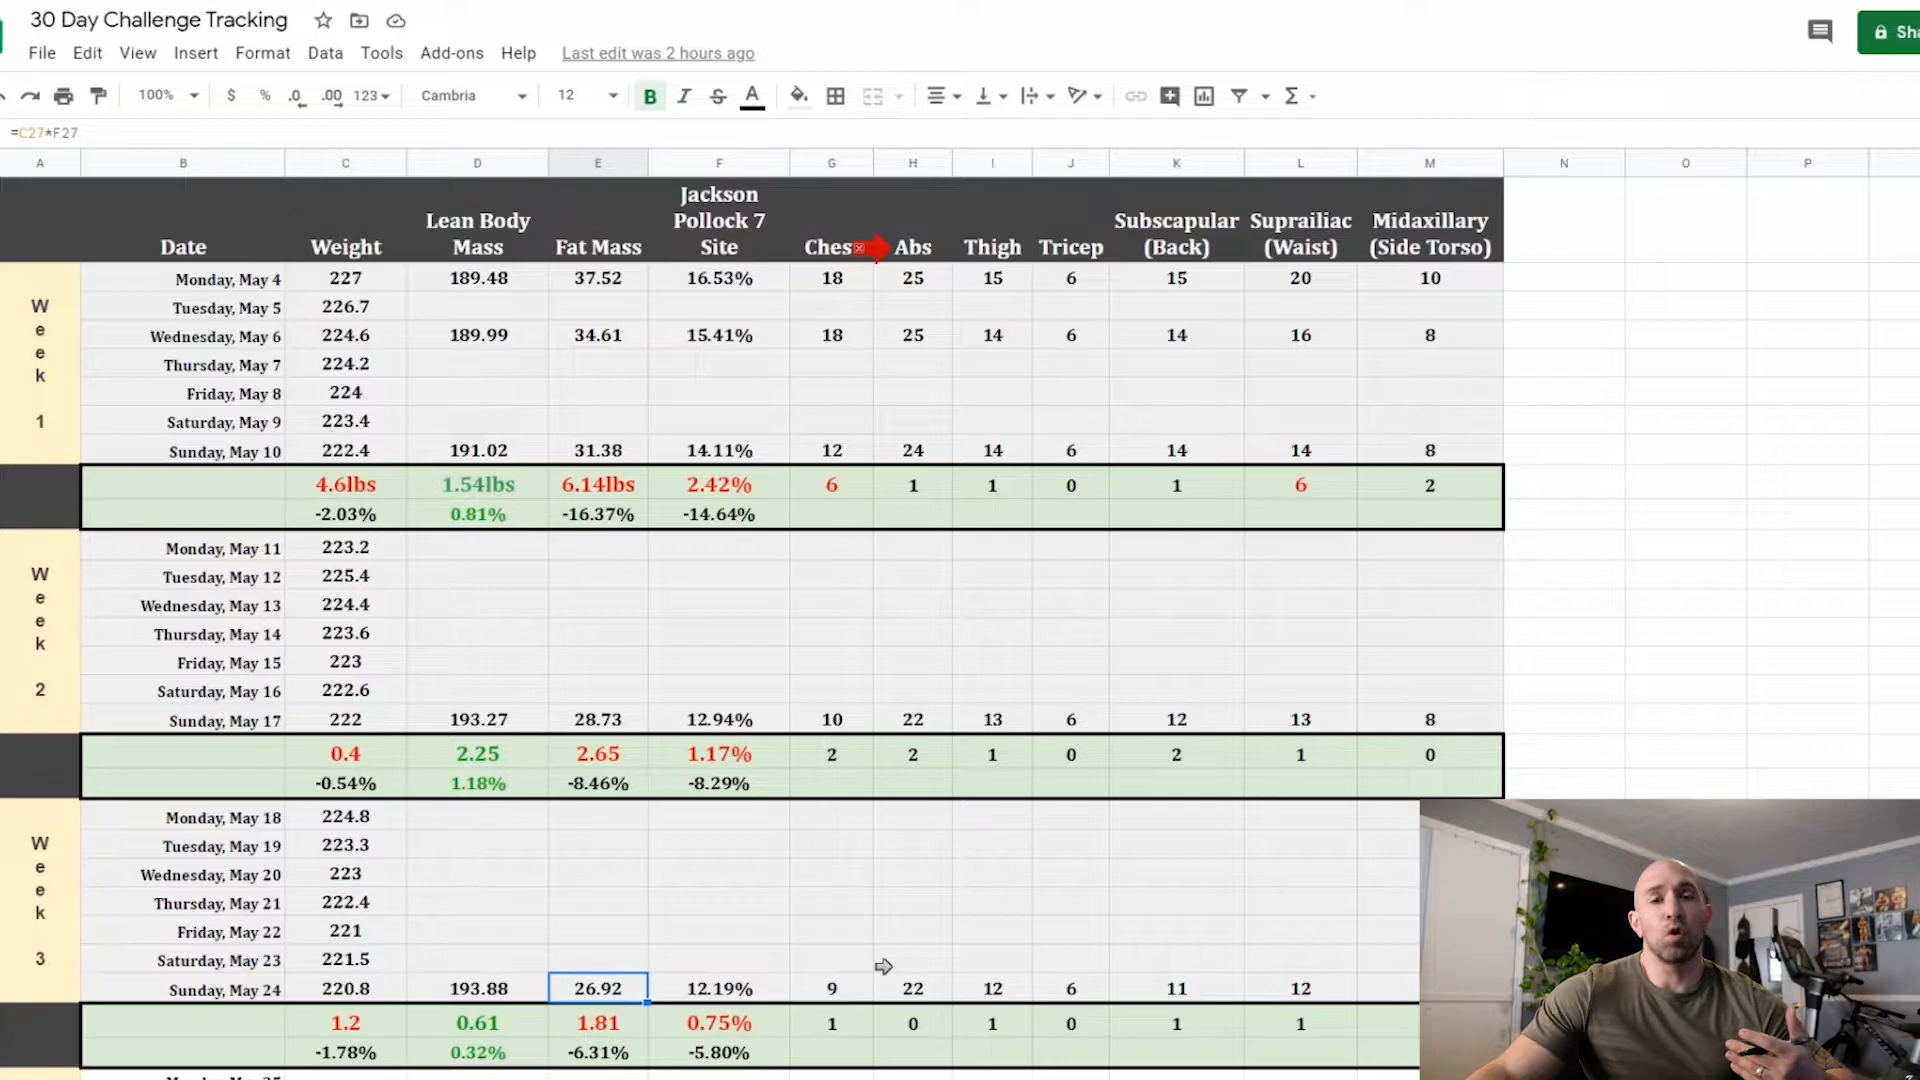 30 Day Challenge Tracking
File Edit View Insert Format Data Tools Add-ons Help Last edit was 2 hours ago
100% $ % .0 .00 123 Cambria 12 B I S A
=C27*F27
A B C D E F G H I J K L M N O P
Date Weight Lean Body Mass Fat Mass Jackson Pollock 7 Site Ches Abs Thigh Tricep Subscapular (Back) Suprailiac (Waist) Midaxillary (Side Torso)
Week 1
Monday, May 4 227 189.48 37.52 16.53% 18 25 15 6 15 20 10
Tuesday, May 5 226.7
Wednesday, May 6 224.6 189.99 34.61 15.41% 18 25 14 6 14 16 8
Thursday, May 7 224.2
Friday, May 8 224
Saturday, May 9 223.4
Sunday, May 10 222.4 191.02 31.38 14.11% 12 24 14 6 14 14 8
4.6lbs 1.54lbs 6.14lbs 2.42% 6 1 1 0 1 6 2
-2.03% 0.81% -16.37% -14.64%
Week 2
Monday, May 11 223.2
Tuesday, May 12 225.4
Wednesday, May 13 224.4
Thursday, May 14 223.6
Friday, May 15 223
Saturday, May 16 222.6
Sunday, May 17 222 193.27 28.73 12.94% 10 22 13 6 12 13 8
0.4 2.25 2.65 1.17% 2 2 1 0 2 1 0
-0.54% 1.18% -8.46% -8.29%
Week 3
Monday, May 18 224.8
Tuesday, May 19 223.3
Wednesday, May 20 223
Thursday, May 21 222.4
Friday, May 22 221
Saturday, May 23 221.5
Sunday, May 24 220.8 193.88 26.92 12.19% 9 22 12 6 11 12
1.2 0.61 1.81 0.75% 1 0 1 0 1 1
-1.78% 0.32% -6.31% -5.80%